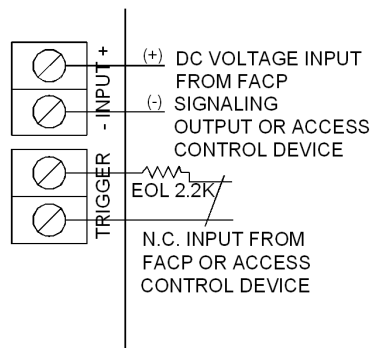 - INPUT +
(+) DC VOLTAGE INPUT
FROM FACP
(-) SIGNALING
OUTPUT OR ACCESS
CONTROL DEVICE
TRIGGER
EOL 2.2K
N.C. INPUT FROM
FACP OR ACCESS
CONTROL DEVICE